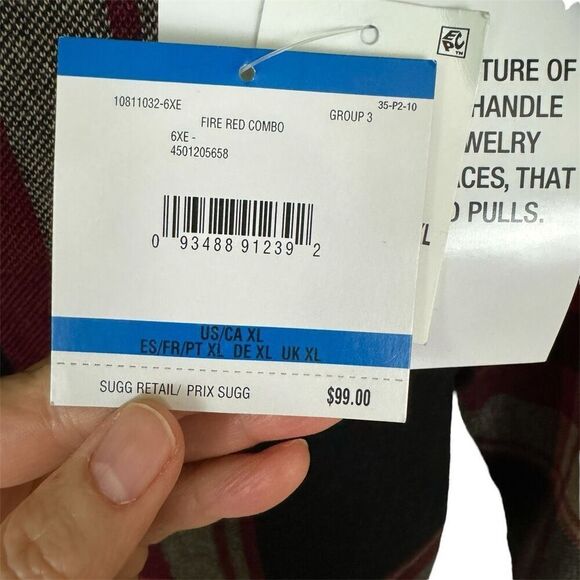 10811032-6XE
35-P2-10
FIRE RED COMBO
GROUP 3
6XE -
4501205658
0 93488 91239 2
US/CA XL
ES/FR/PT XL DE XL UK XL
SUGG RETAIL/ PRIX SUGG
$99.00
TURE OF
HANDLE
WELRY
CES, THAT
PULLS.